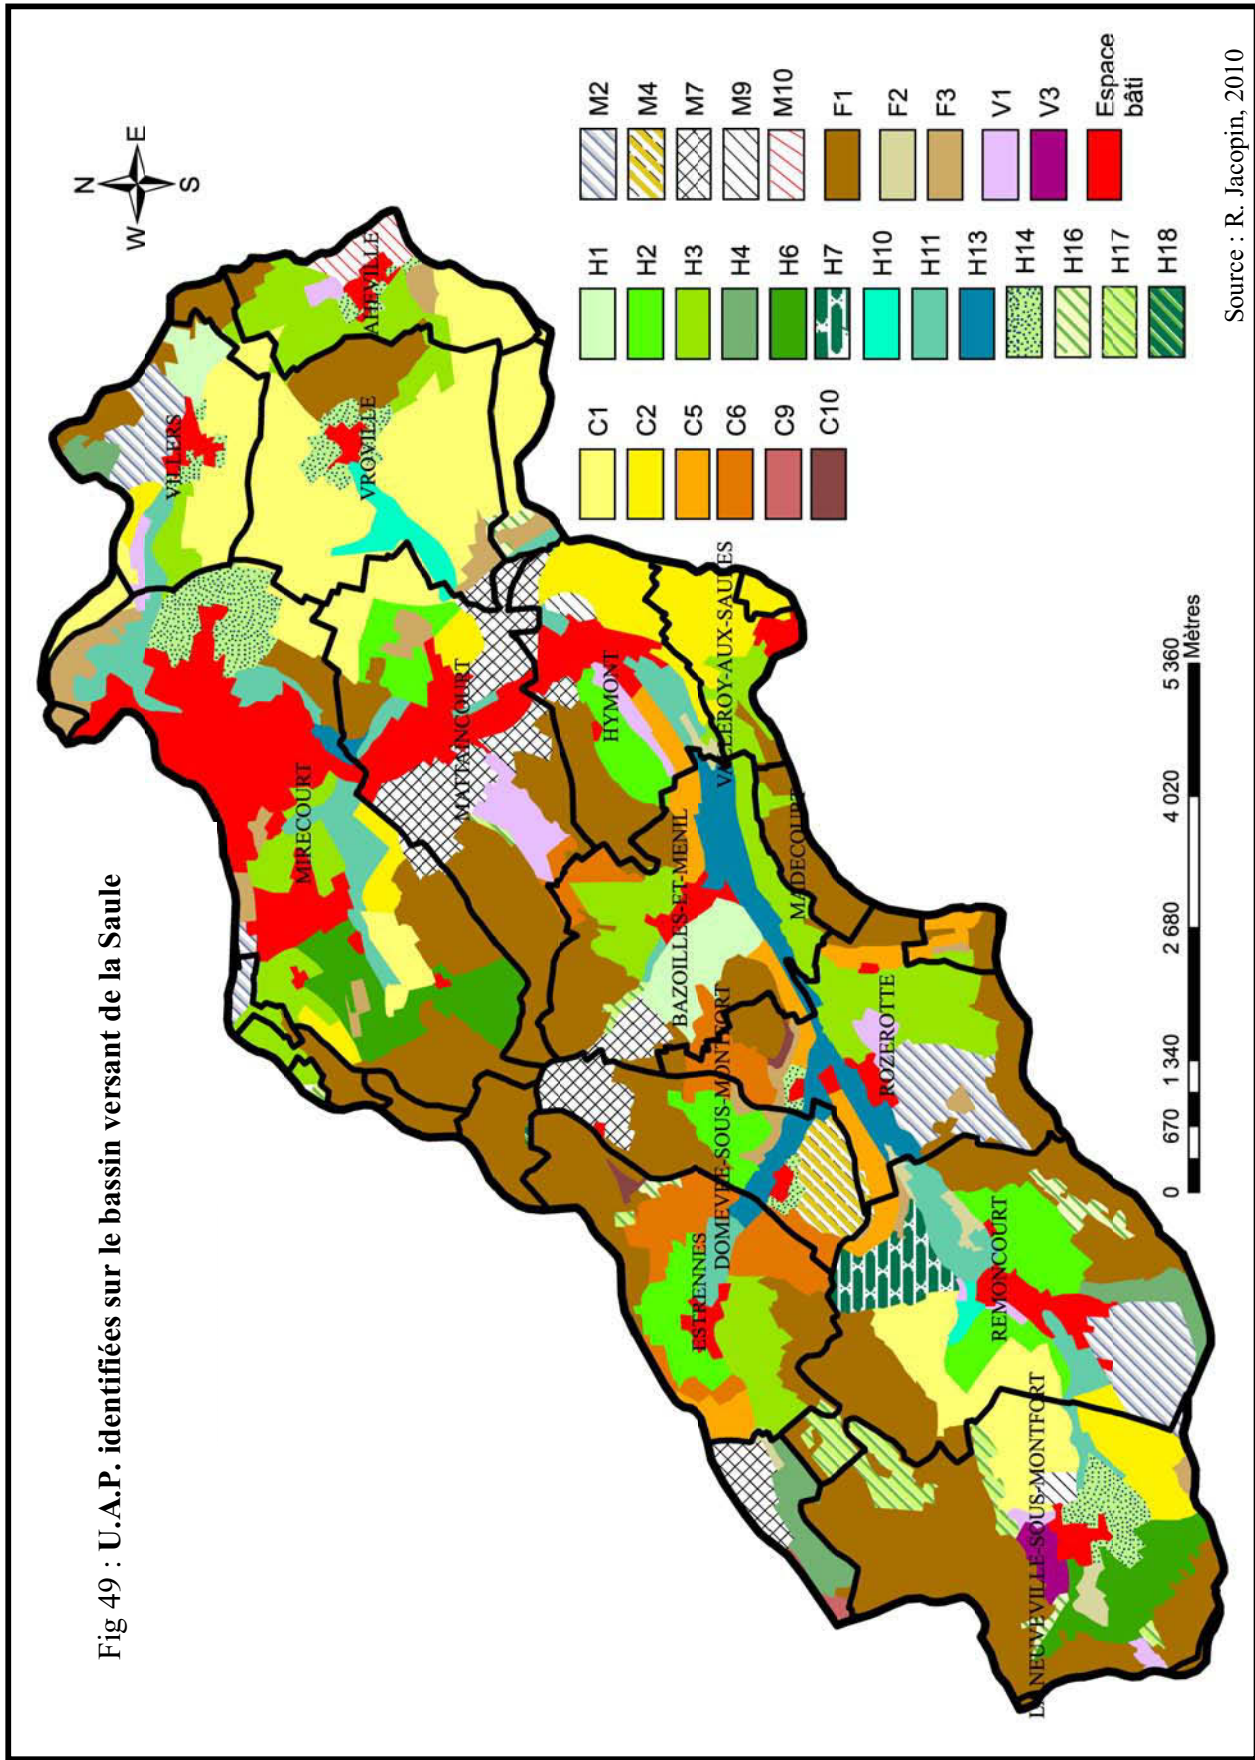 Fig 49 : U.A.P. identifiées sur le bassin versant de la Saule
N
W
E
S
VILLERS
AHEVILLE
VROVILLE
MIRECOURT
MATTAINCOURT
HYMONT
VALLEROY-AUX-SAULES
BAZOILLES-ET-MENIL
MADECOURT
DOMEVRE-SOUS-MONTFORT
ROZEROTTE
ESTRENNES
REMONCOURT
LA NEUVEVILLE-SOUS-MONTFORT
C1
C2
C5
C6
C9
C10
H1
H2
H3
H4
H6
H7
H10
H11
H13
H14
H16
H17
H18
M2
M4
M7
M9
M10
F1
F2
F3
V1
V3
Espace
bâti
0 670 1 340 2 680 4 020 5 360
Mètres
Source : R. Jacopin, 2010